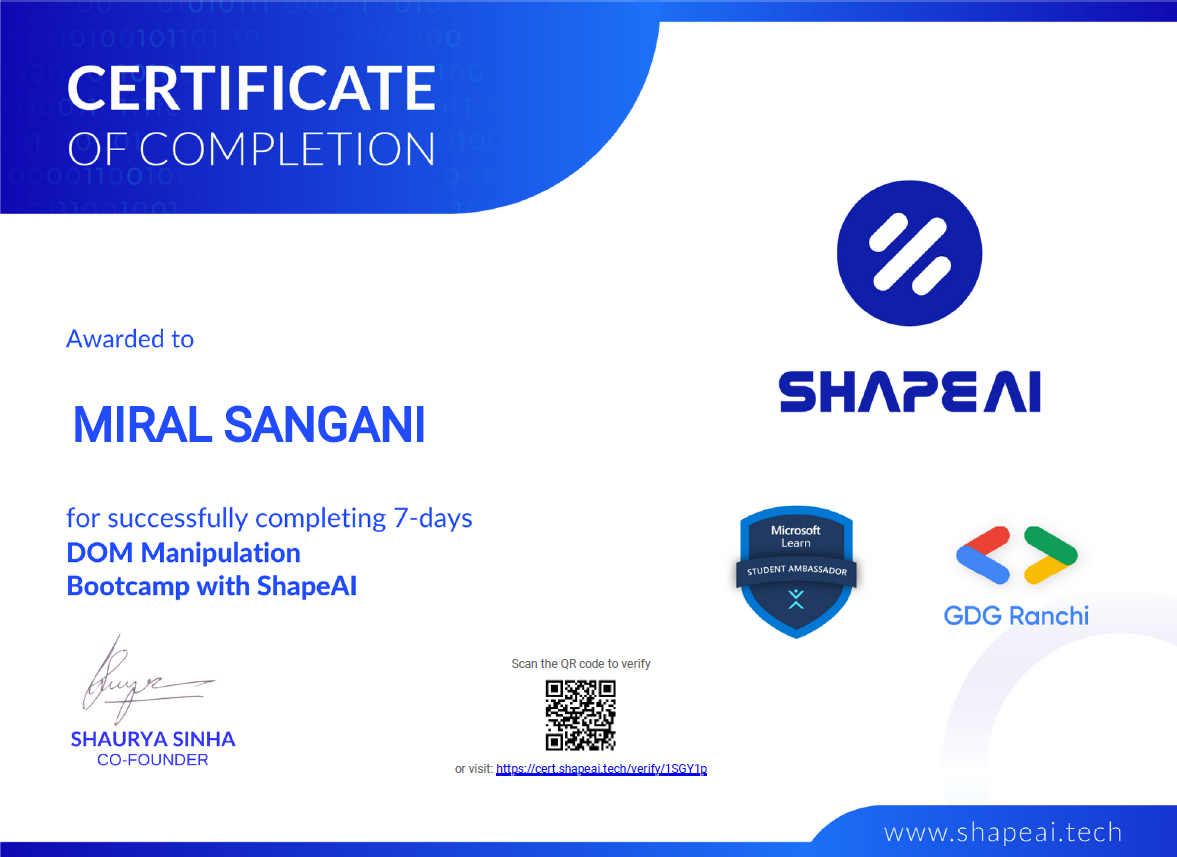 CERTIFICATE
OF COMPLETION
SHAPEAI
Awarded to
MIRAL SANGANI
for successfully completing 7-days
DOM Manipulation
Bootcamp with ShapeAI
Microsoft
Learn
STUDENT AMBASSADOR
GDG Ranchi
Scan the QR code to verify
SHAURYA SINHA
CO-FOUNDER
or visit: https://cert.shapeai.tech/verify/1SGY1p
www.shapeai.tech